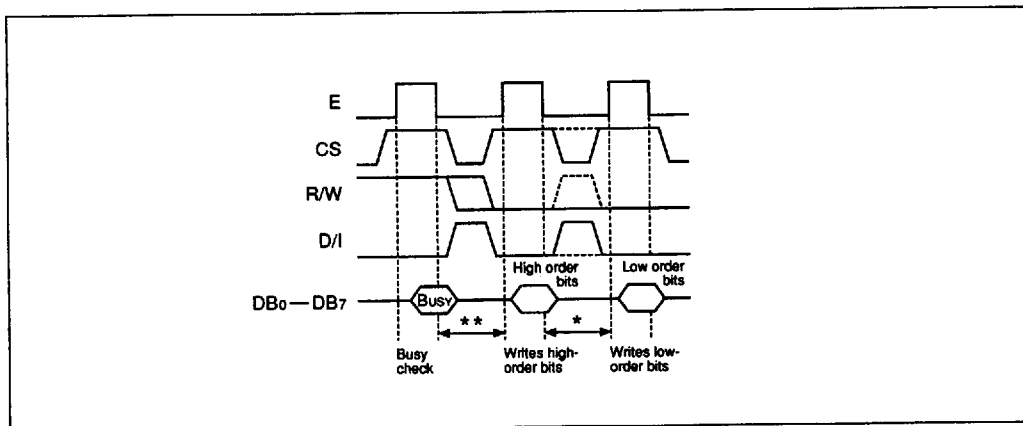 E
CS
R/W
D/I
High order
bits
Low order
bits
DB0—DB7
BUSY
**
*
Busy
check
Writes high-
order bits
Writes low-
order bits